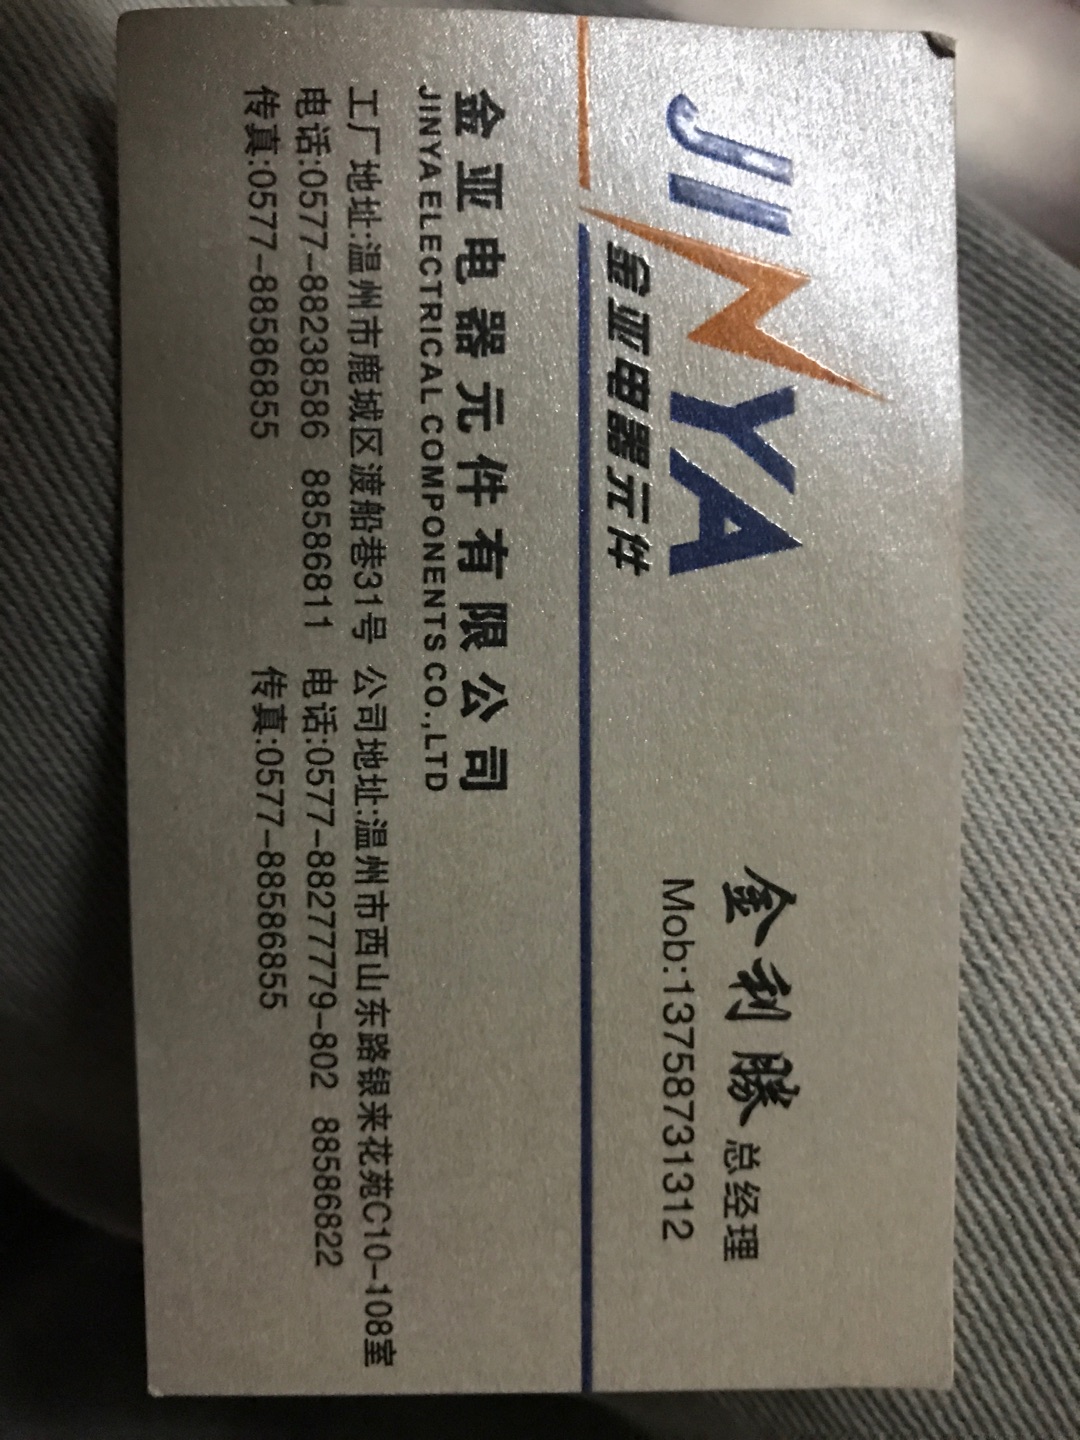 JINYA
金亚电器元件
金利勝 总经理
Mob:13758731312
金亚电器元件有限公司
JINYA ELECTRICAL COMPONENTS CO.,LTD
工厂地址:温州市鹿城区渡船巷31号 公司地址:温州市西山东路银来花苑C10-108室
电话:0577-88238586 88586811 电话:0577-88277779-802 88586822
传真:0577-88586855 传真:0577-88586855